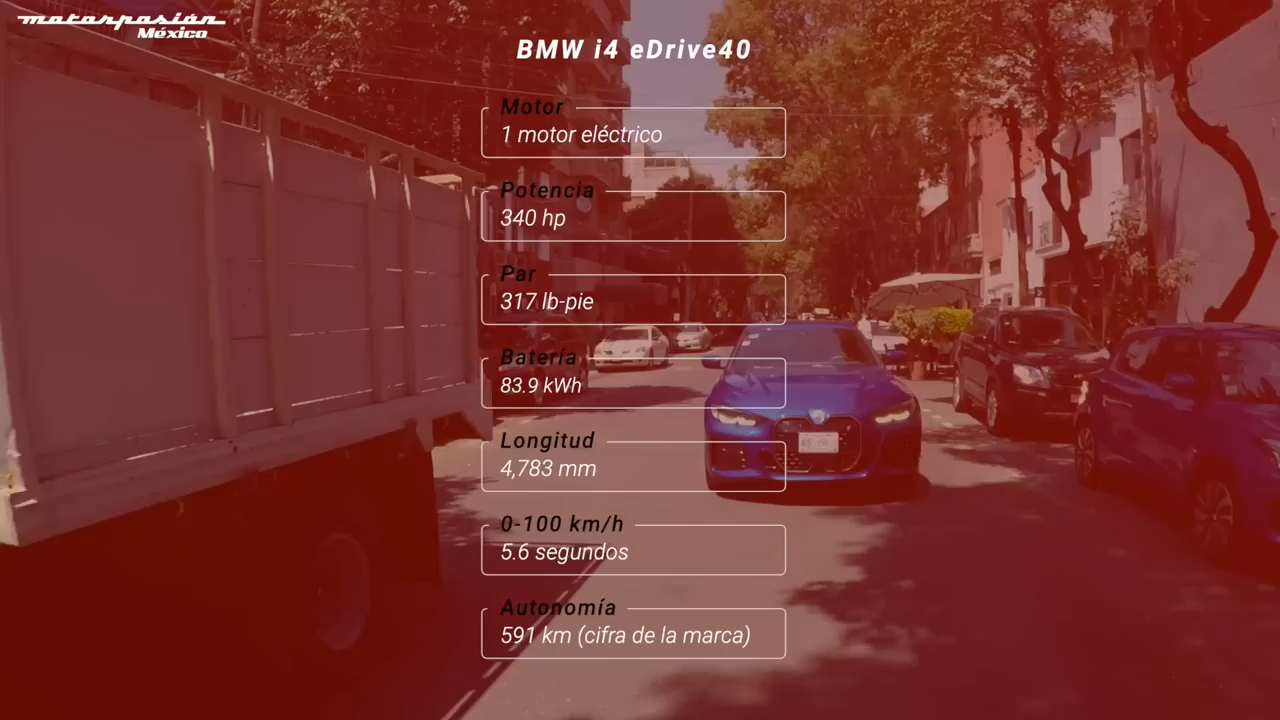 motorpasión
México
BMW i4 eDrive40
Motor
1 motor eléctrico
Potencia
340 hp
Par
317 lb-pie
Batería
83.9 kWh
Longitud
4,783 mm
0-100 km/h
5.6 segundos
Autonomía
591 km (cifra de la marca)